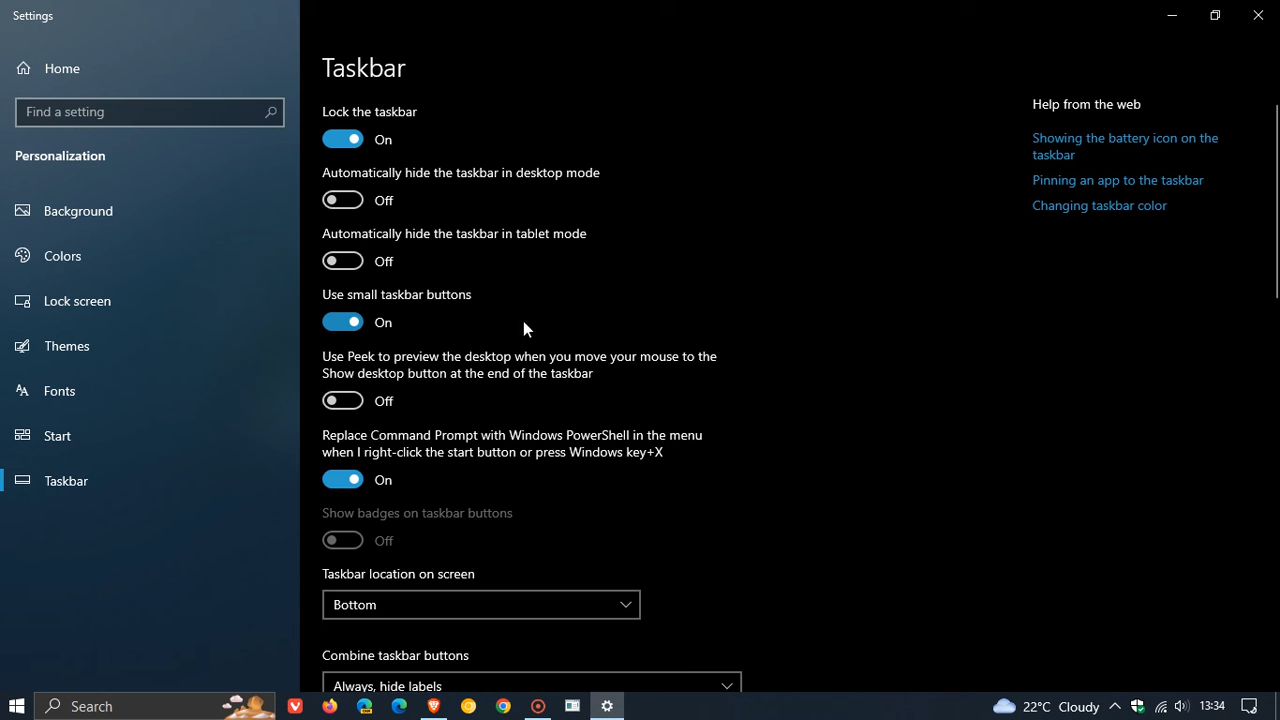 Settings
Home
Find a setting
Personalization
Background
Colors
Lock screen
Themes
Fonts
Start
Taskbar
Taskbar
Lock the taskbar
On
Automatically hide the taskbar in desktop mode
Off
Automatically hide the taskbar in tablet mode
Off
Use small taskbar buttons
On
Use Peek to preview the desktop when you move your mouse to the
Show desktop button at the end of the taskbar
Off
Replace Command Prompt with Windows PowerShell in the menu
when I right-click the start button or press Windows key+X
On
Show badges on taskbar buttons
Off
Taskbar location on screen
Bottom
Combine taskbar buttons
Always, hide labels
Help from the web
Showing the battery icon on the
taskbar
Pinning an app to the taskbar
Changing taskbar color
Search
22°C Cloudy
13:34